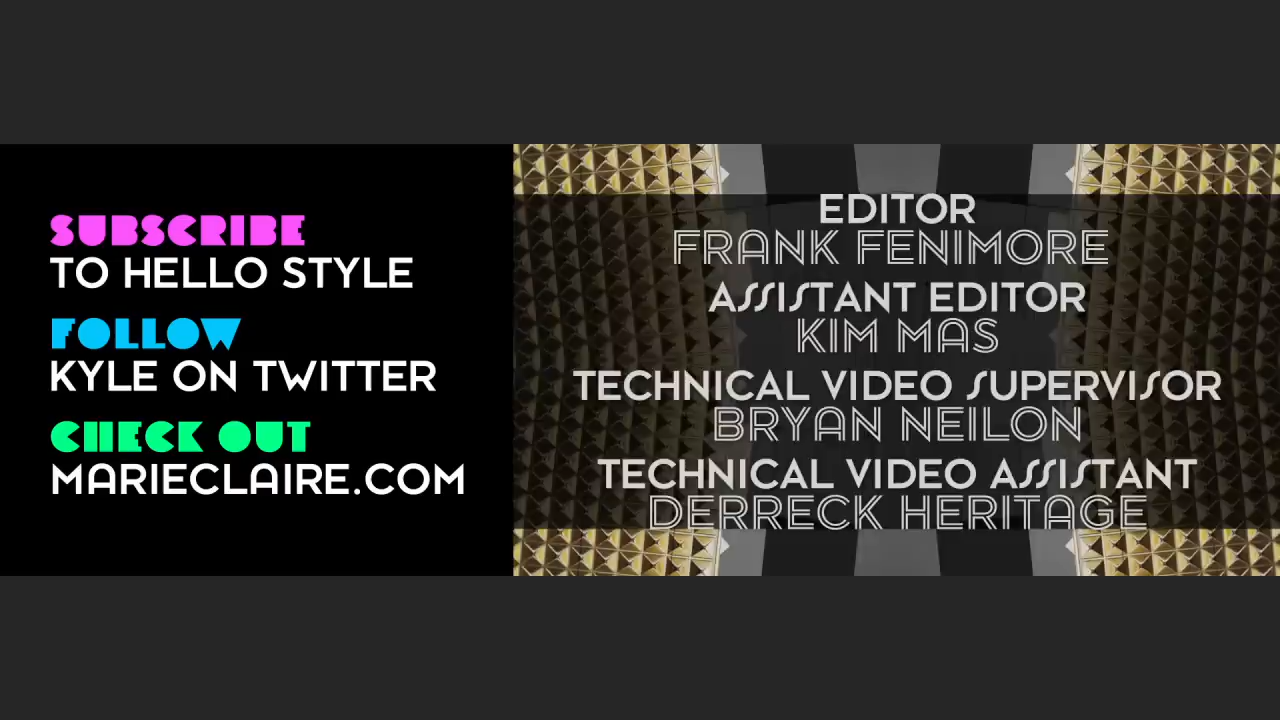 SUBSCRIBE
TO HELLO STYLE
FOLLOW
KYLE ON TWITTER
CHECK OUT
MARIECLAIRE.COM
EDITOR
FRANK FENIMORE
ASSISTANT EDITOR
KIM MAS
TECHNICAL VIDEO SUPERVISOR
BRYAN NEILON
TECHNICAL VIDEO ASSISTANT
DERRECK HERITAGE